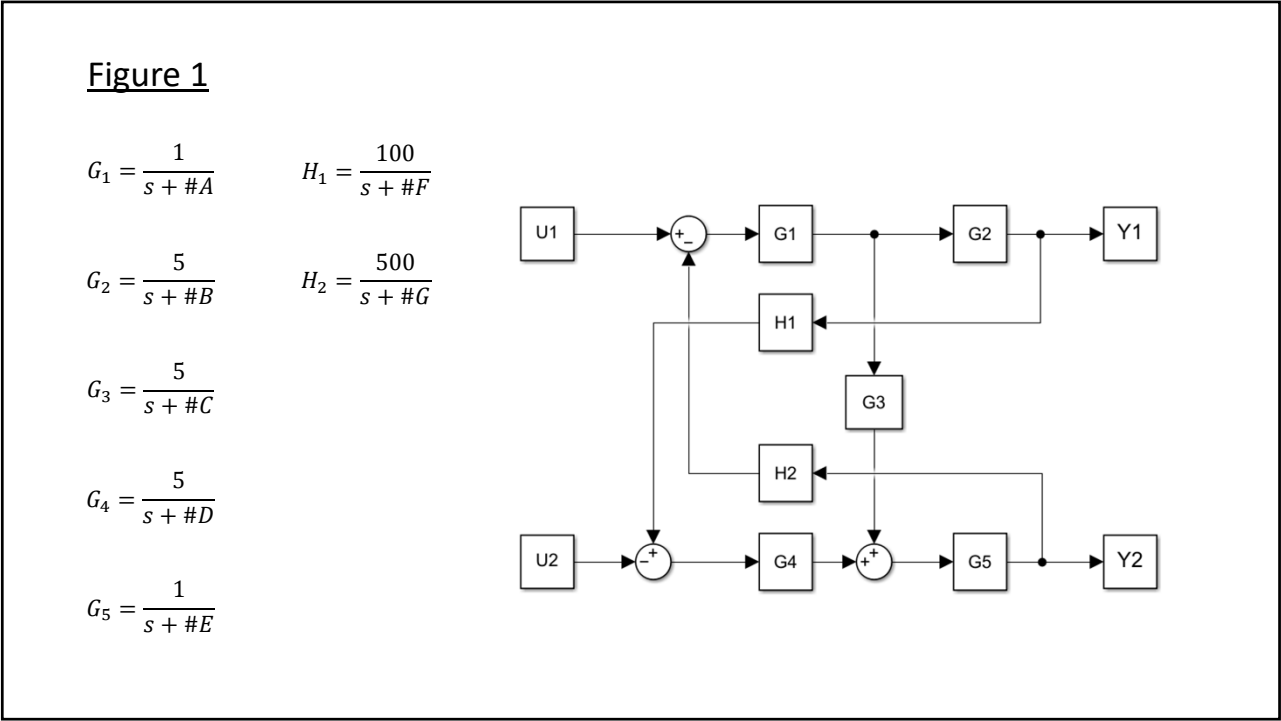 Figure 1
G₁ = 1/(s + #A)
H₁ = 100/(s + #F)
G₂ = 5/(s + #B)
H₂ = 500/(s + #G)
G₃ = 5/(s + #C)
G₄ = 5/(s + #D)
G₅ = 1/(s + #E)
U1
+
−
G1
G2
Y1
H1
G3
H2
U2
−
+
G4
+
+
G5
Y2